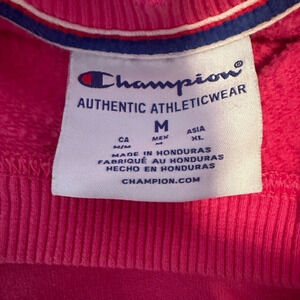 Champion
AUTHENTIC ATHLETICWEAR
M
CA MEX ASIA
M/M M XL
MADE IN HONDURAS
FABRIQUÉ AU HONDURAS
HECHO EN HONDURAS
CHAMPION.COM